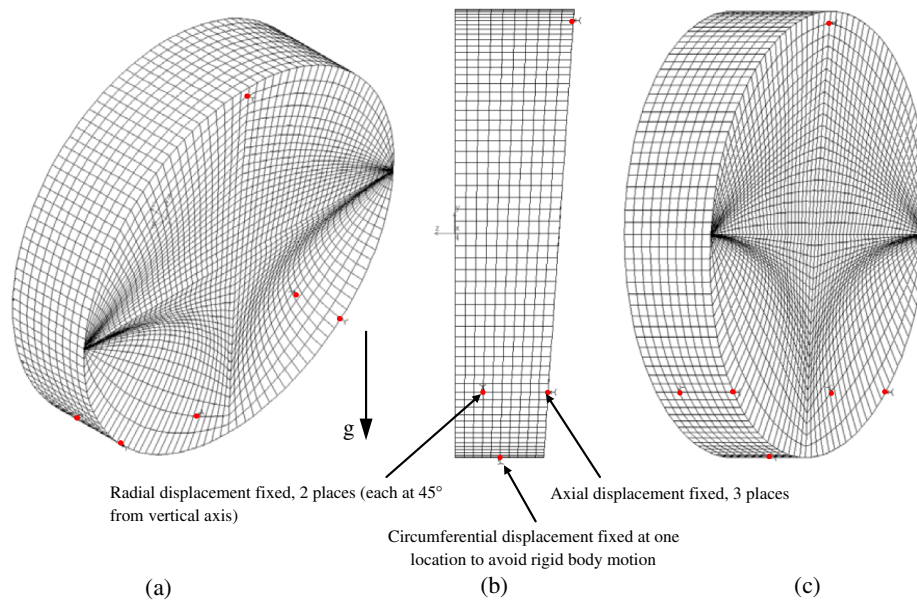 g
Radial displacement fixed, 2 places (each at 45°
from vertical axis)
Axial displacement fixed, 3 places
Circumferential displacement fixed at one
location to avoid rigid body motion
(a)
(b)
(c)